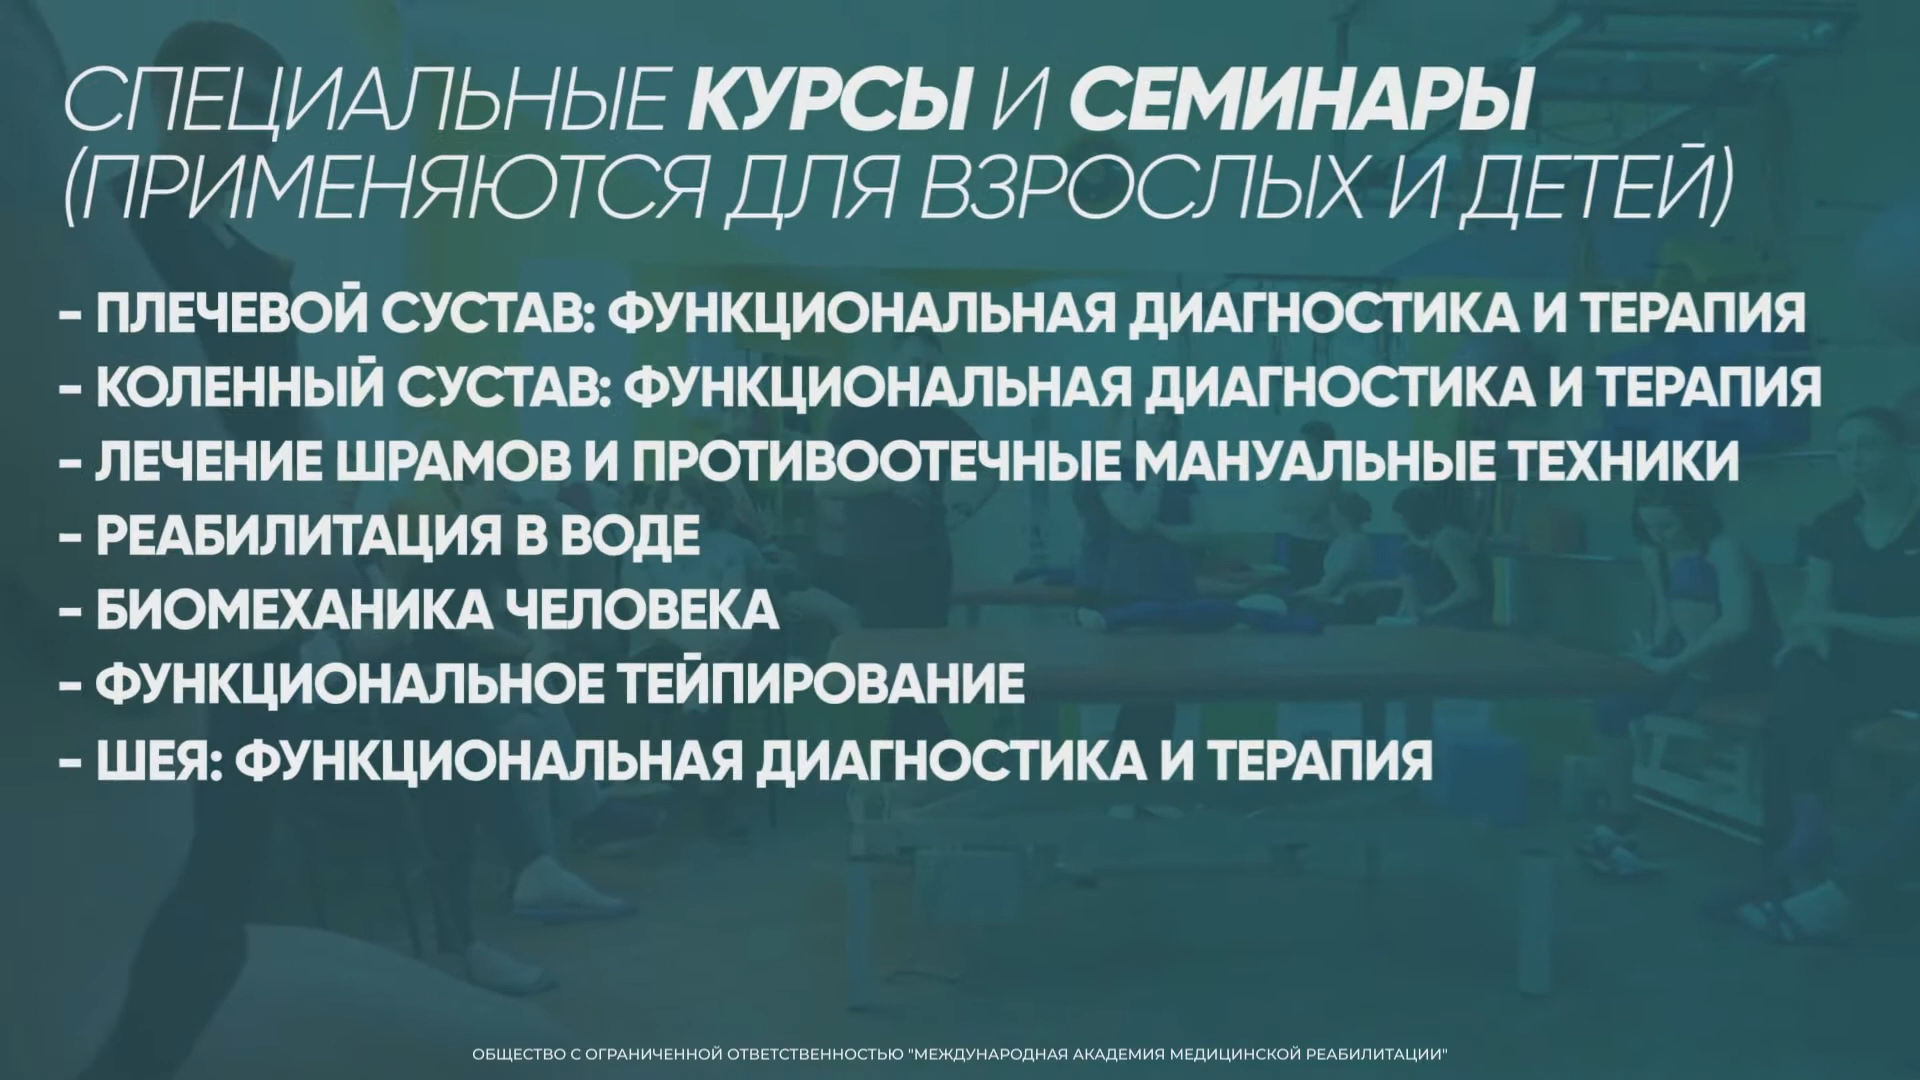 СПЕЦИАЛЬНЫЕ КУРСЫ И СЕМИНАРЫ
(ПРИМЕНЯЮТСЯ ДЛЯ ВЗРОСЛЫХ И ДЕТЕЙ)
- ПЛЕЧЕВОЙ СУСТАВ: ФУНКЦИОНАЛЬНАЯ ДИАГНОСТИКА И ТЕРАПИЯ
- КОЛЕННЫЙ СУСТАВ: ФУНКЦИОНАЛЬНАЯ ДИАГНОСТИКА И ТЕРАПИЯ
- ЛЕЧЕНИЕ ШРАМОВ И ПРОТИВООТЕЧНЫЕ МАНУАЛЬНЫЕ ТЕХНИКИ
- РЕАБИЛИТАЦИЯ В ВОДЕ
- БИОМЕХАНИКА ЧЕЛОВЕКА
- ФУНКЦИОНАЛЬНОЕ ТЕЙПИРОВАНИЕ
- ШЕЯ: ФУНКЦИОНАЛЬНАЯ ДИАГНОСТИКА И ТЕРАПИЯ
ОБЩЕСТВО С ОГРАНИЧЕННОЙ ОТВЕТСТВЕННОСТЬЮ "МЕЖДУНАРОДНАЯ АКАДЕМИЯ МЕДИЦИНСКОЙ РЕАБИЛИТАЦИИ"